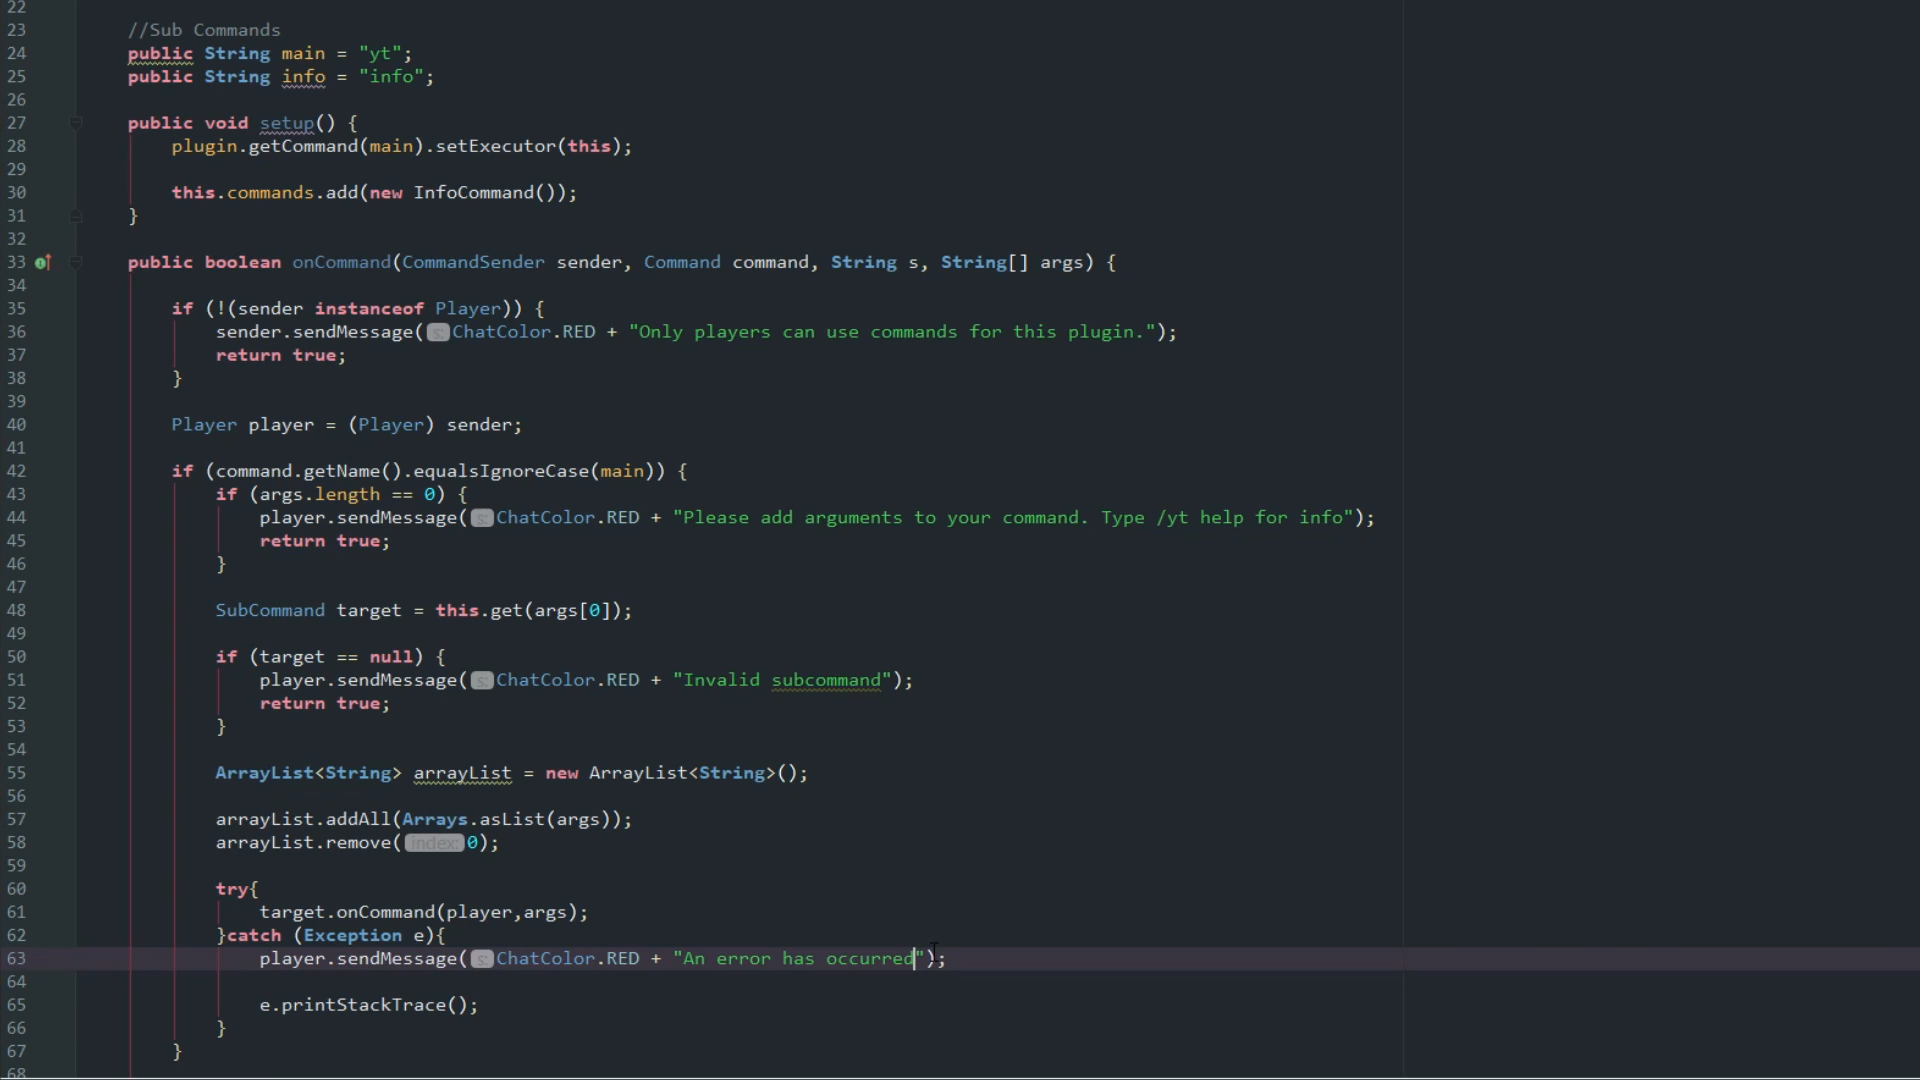 22
23 //Sub Commands
24 public String main = "yt";
25 public String info = "info";
26
27 public void setup() {
28 plugin.getCommand(main).setExecutor(this);
29
30 this.commands.add(new InfoCommand());
31 }
32
33 public boolean onCommand(CommandSender sender, Command command, String s, String[] args) {
34
35 if (!(sender instanceof Player)) {
36 sender.sendMessage( s: ChatColor.RED + "Only players can use commands for this plugin.");
37 return true;
38 }
39
40 Player player = (Player) sender;
41
42 if (command.getName().equalsIgnoreCase(main)) {
43 if (args.length == 0) {
44 player.sendMessage( s: ChatColor.RED + "Please add arguments to your command. Type /yt help for info");
45 return true;
46 }
47
48 SubCommand target = this.get(args[0]);
49
50 if (target == null) {
51 player.sendMessage( s: ChatColor.RED + "Invalid subcommand");
52 return true;
53 }
54
55 ArrayList<String> arrayList = new ArrayList<String>();
56
57 arrayList.addAll(Arrays.asList(args));
58 arrayList.remove( index: 0);
59
60 try{
61 target.onCommand(player,args);
62 }catch (Exception e){
63 player.sendMessage( s: ChatColor.RED + "An error has occurred");
64
65 e.printStackTrace();
66 }
67 }
68